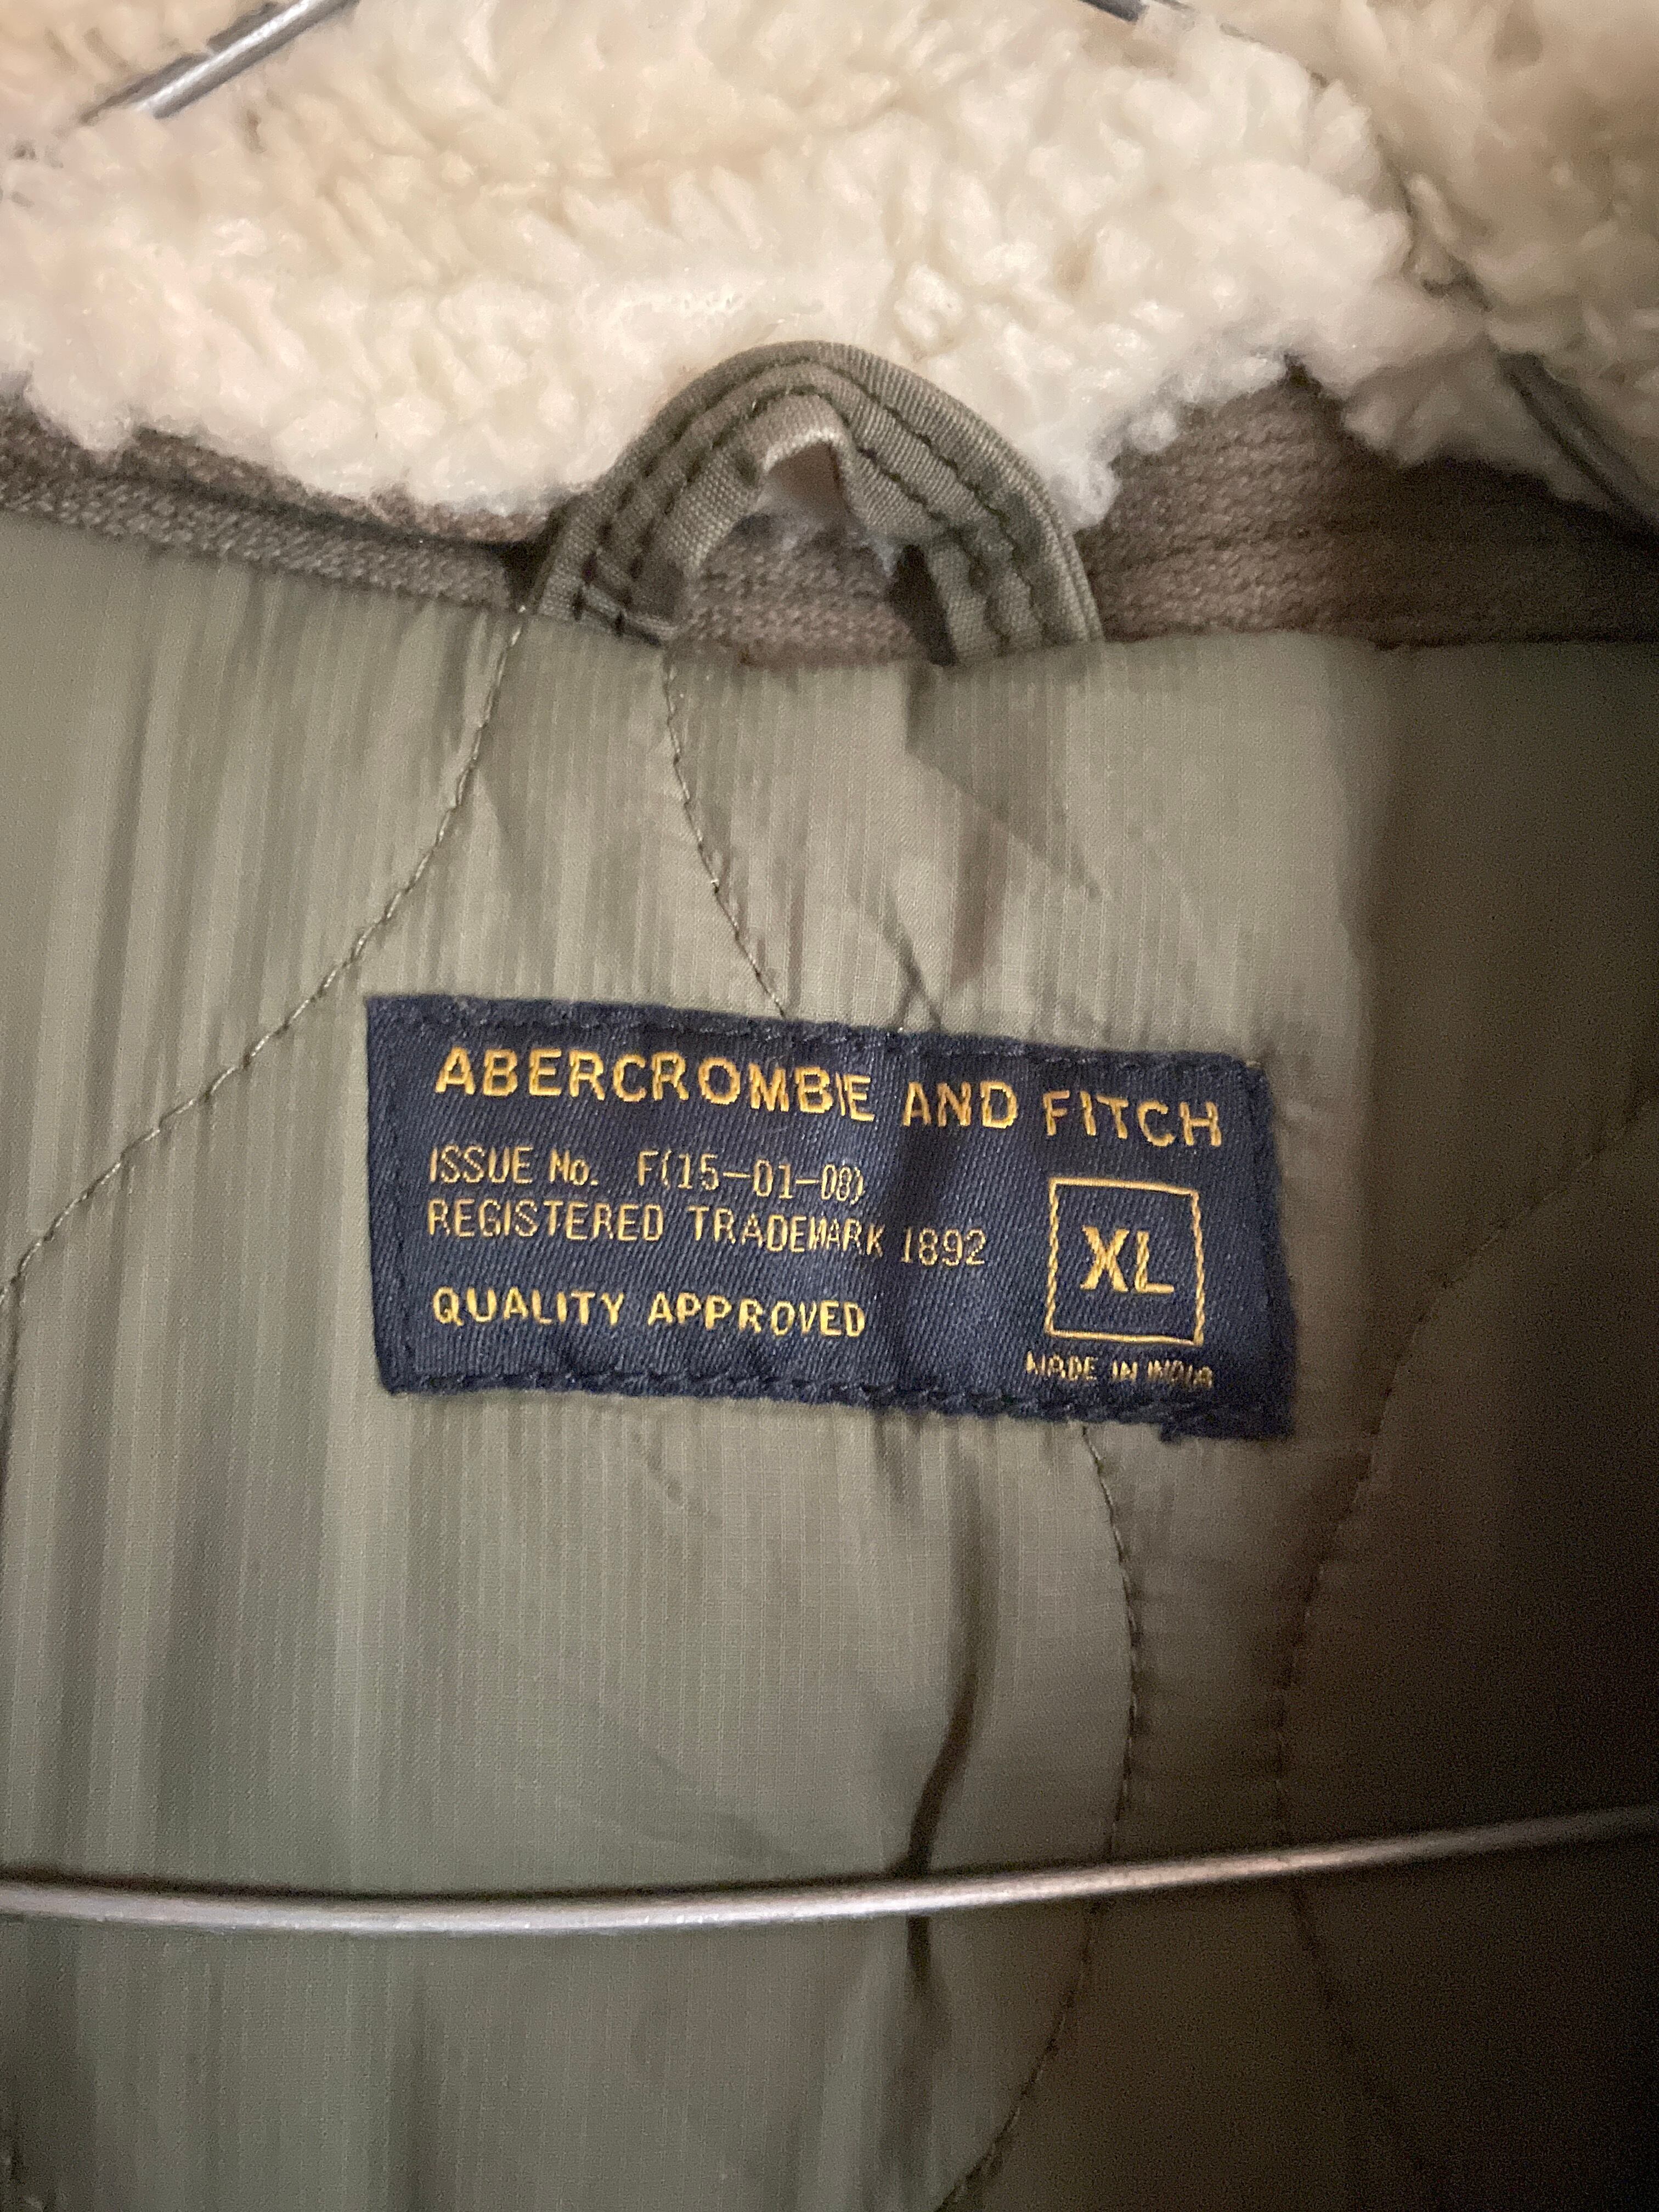 ABERCROMBIE AND FITCH
ISSUE No. F(15-01-08)
REGISTERED TRADEMARK 1892
QUALITY APPROVED
XL
MADE IN INDIA